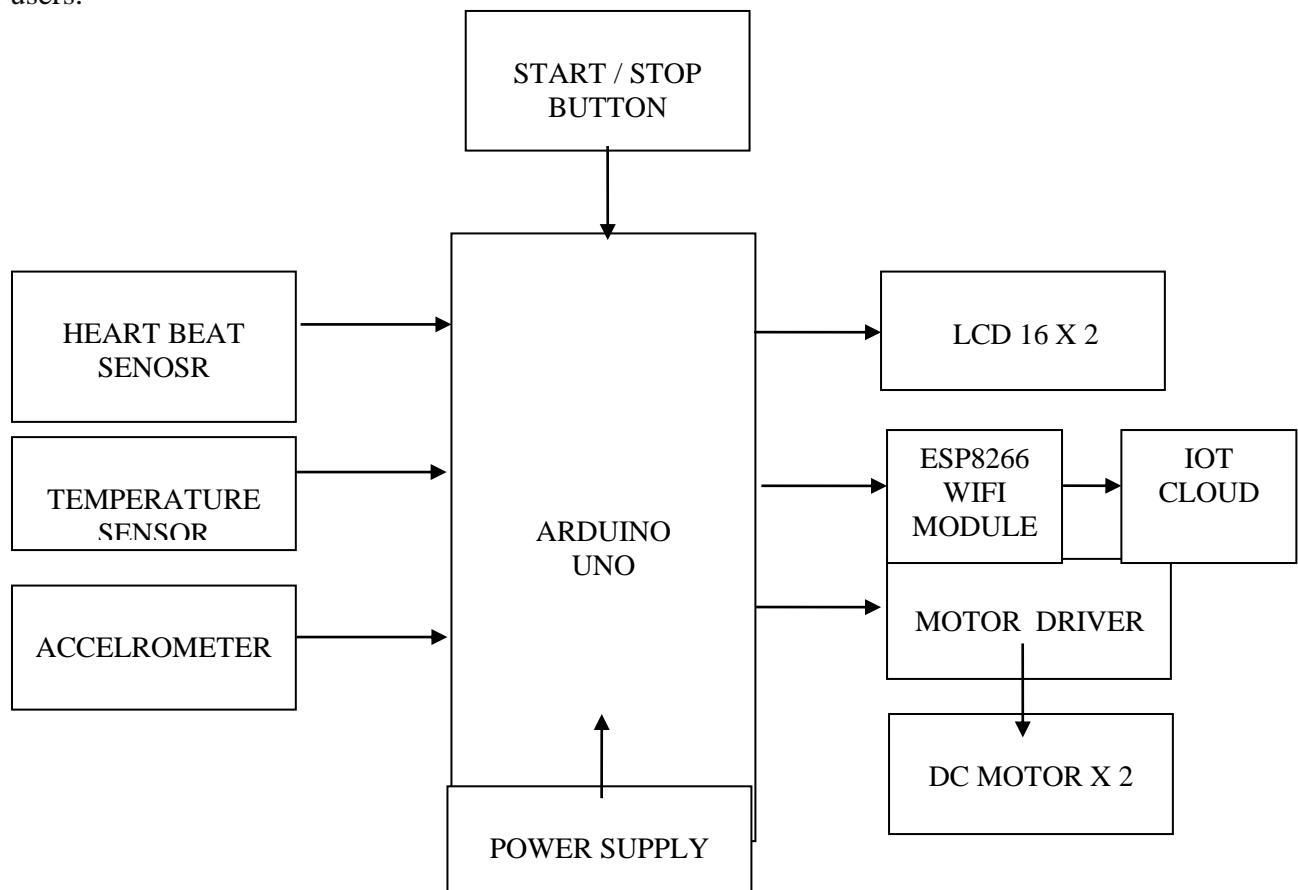 users.
START / STOP
BUTTON
HEART BEAT
SENOSR
TEMPERATURE
SENSOR
ACCELROMETER
ARDUINO
UNO
POWER SUPPLY
LCD 16 X 2
ESP8266
WIFI
MODULE
IOT
CLOUD
MOTOR DRIVER
DC MOTOR X 2